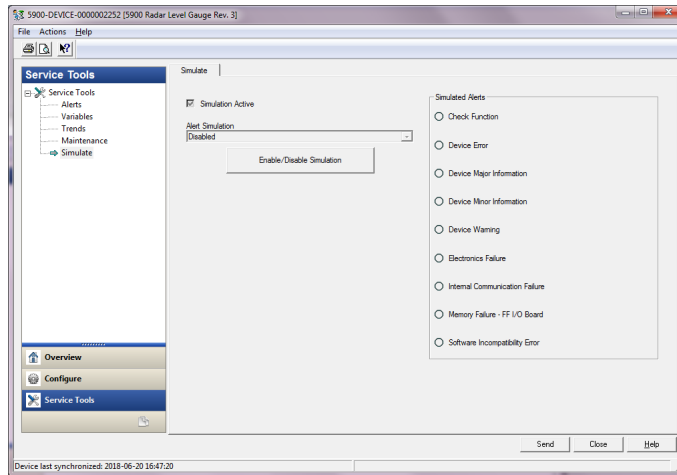 5900-DEVICE-0000002252 [5900 Radar Level Gauge Rev. 3]
File Actions Help
Service Tools
Service Tools
Alerts
Variables
Trends
Maintenance
Simulate
Overview
Configure
Service Tools
Simulate
Simulation Active
Alert Simulation
Disabled
Enable/Disable Simulation
Simulated Alerts
Check Function
Device Error
Device Major Information
Device Minor Information
Device Warning
Electronics Failure
Internal Communication Failure
Memory Failure - FF I/O Board
Software Incompatibility Error
Send Close Help
Device last synchronized: 2018-06-20 16:47:20